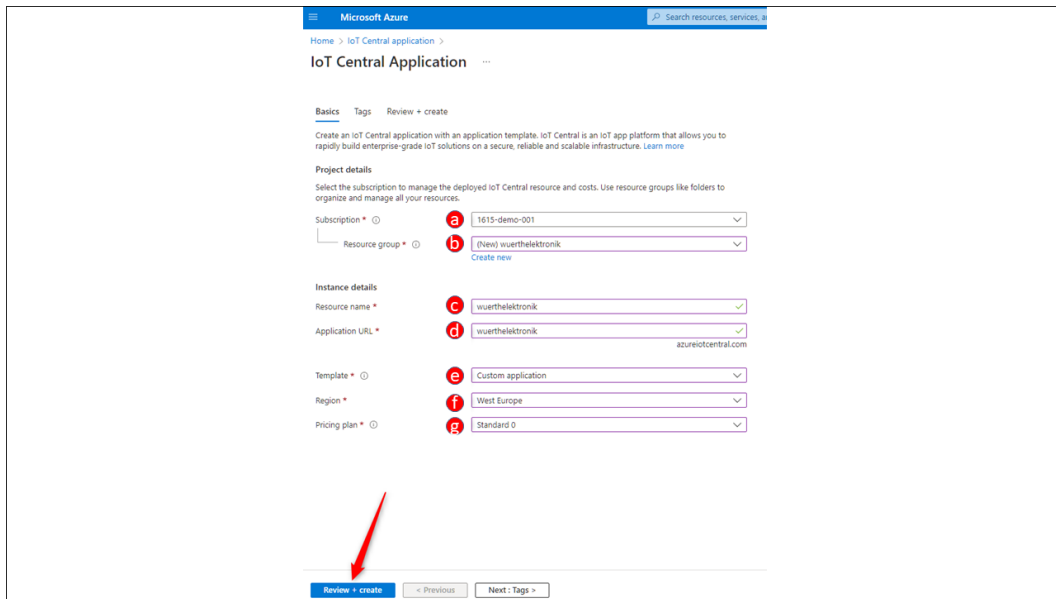 Microsoft Azure
Search resources, services, a
Home > IoT Central application >
IoT Central Application ...
Basics Tags Review + create
Create an IoT Central application with an application template. IoT Central is an IoT app platform that allows you to
rapidly build enterprise-grade IoT solutions on a secure, reliable and scalable infrastructure. Learn more
Project details
Select the subscription to manage the deployed IoT Central resource and costs. Use resource groups like folders to
organize and manage all your resources.
Subscription * a 1615-demo-001
Resource group * b (New) wuerthelektronik
Create new
Instance details
Resource name * c wuerthelektronik
Application URL * d wuerthelektronik
azureiotcentral.com
Template * e Custom application
Region * f West Europe
Pricing plan * g Standard 0
Review + create < Previous Next : Tags >